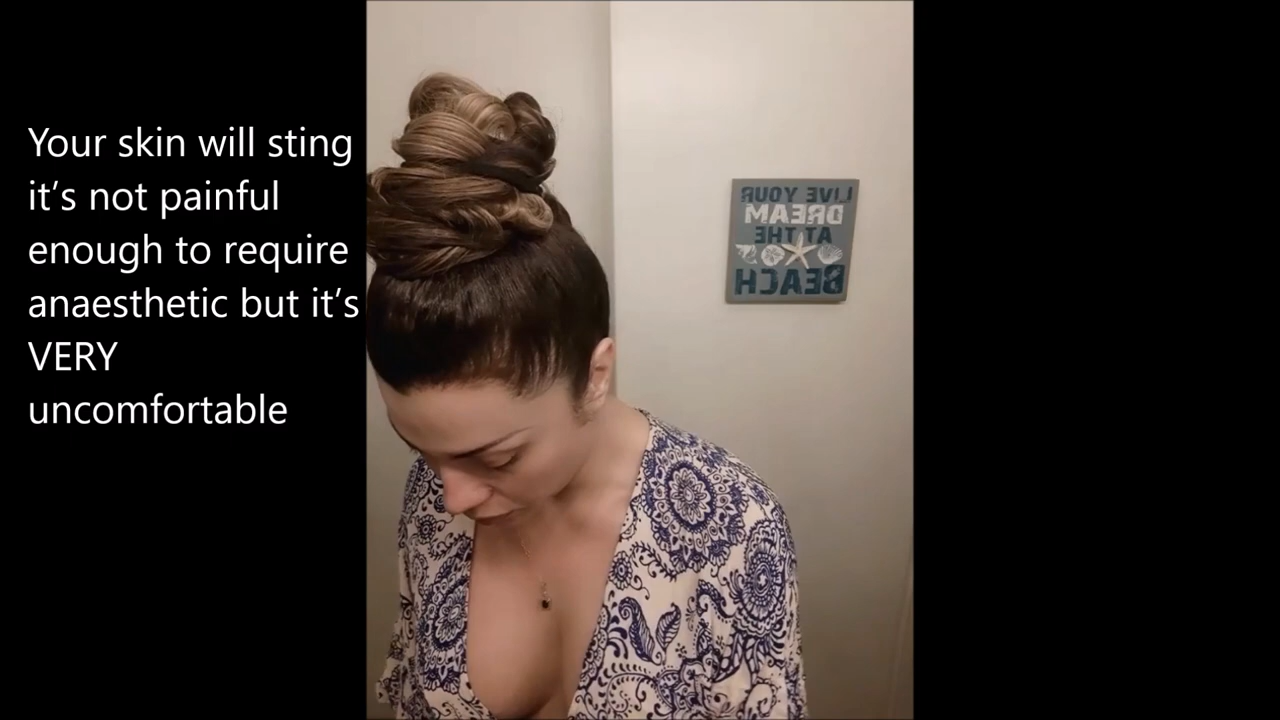 Your skin will sting
it’s not painful
enough to require
anaesthetic but it’s
VERY
uncomfortable
LIVE YOUR
DREAM
AT THE
BEACH